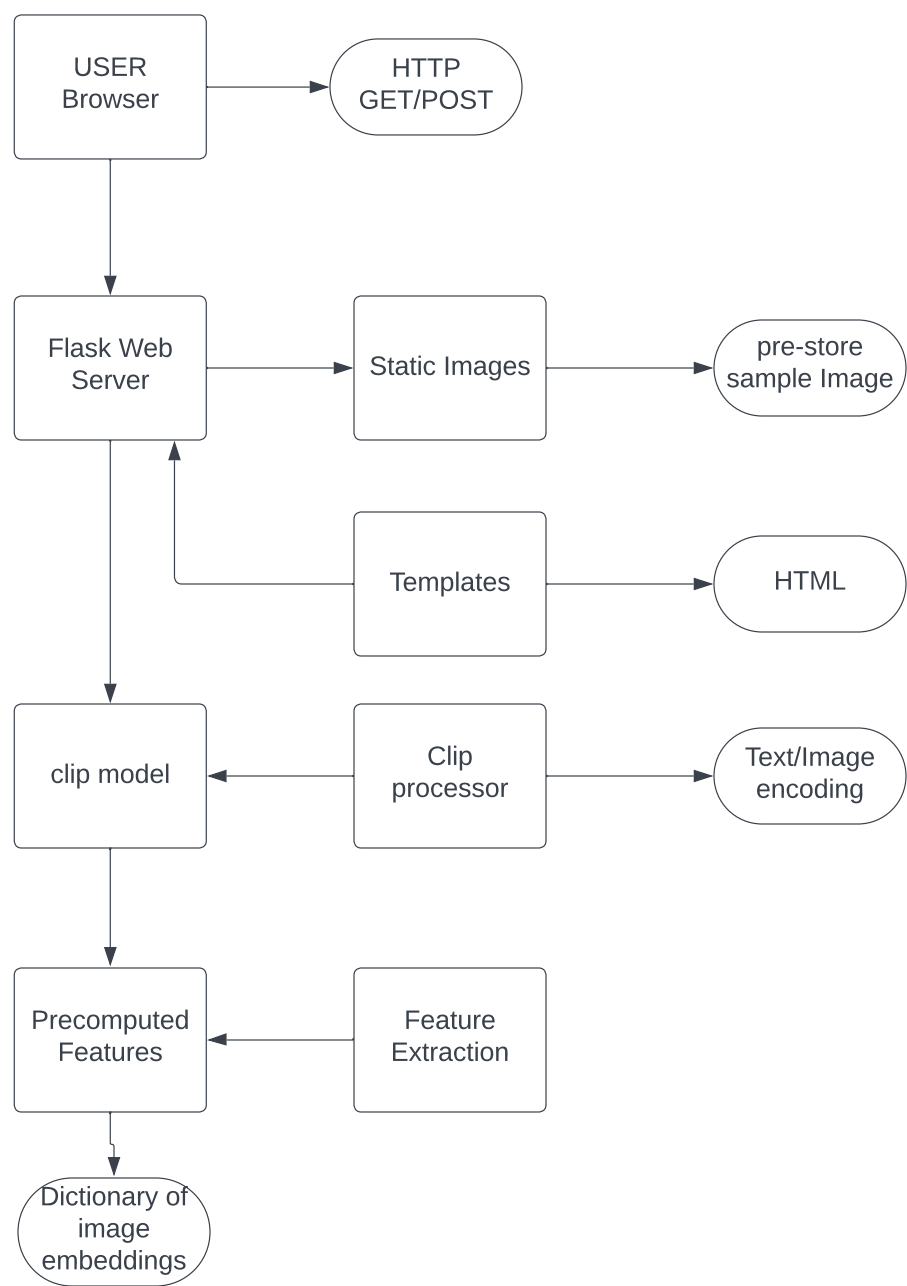 USER
Browser
HTTP
GET/POST
Flask Web
Server
Static Images
pre-store
sample Image
Templates
HTML
clip model
Clip
processor
Text/Image
encoding
Precomputed
Features
Feature
Extraction
Dictionary of
image
embeddings